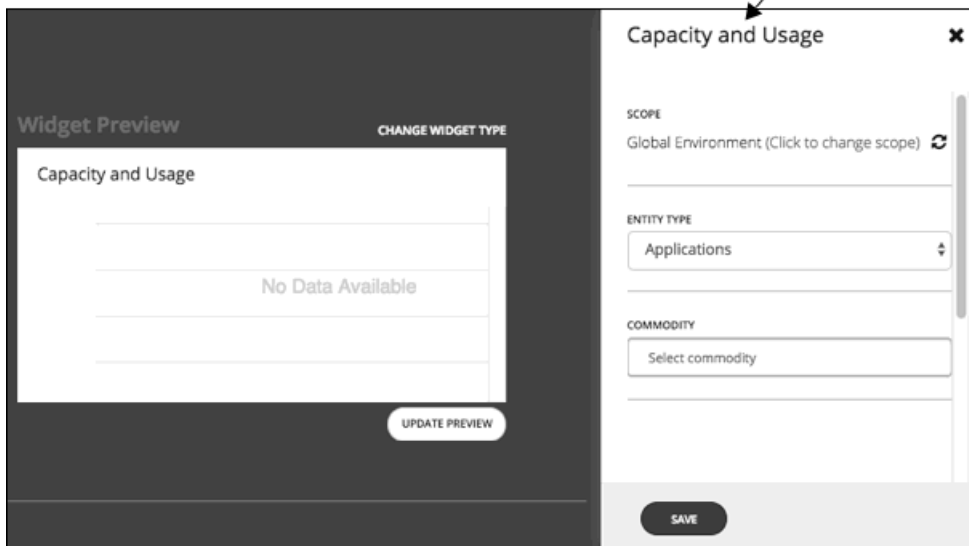 Widget Preview
CHANGE WIDGET TYPE
Capacity and Usage
No Data Available
UPDATE PREVIEW
Capacity and Usage
SCOPE
Global Environment (Click to change scope)
ENTITY TYPE
Applications
COMMODITY
Select commodity
SAVE